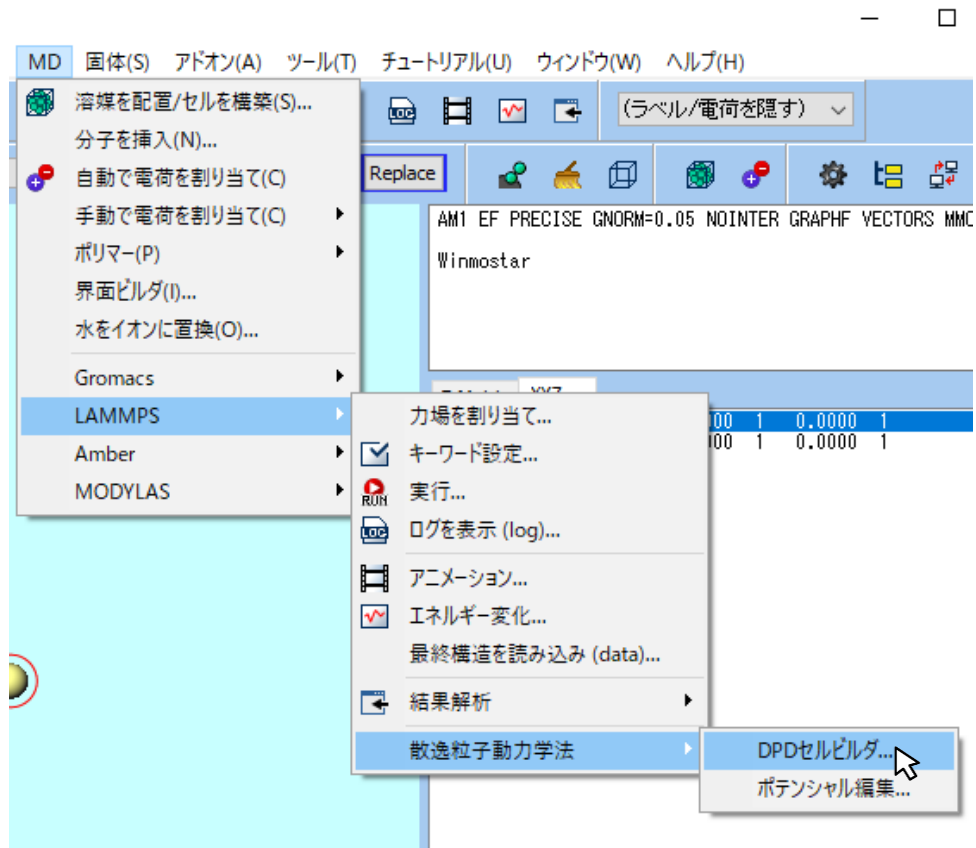 MD 固体(S) アドオン(A) ツール(T) チュートリアル(U) ウィンドウ(W) ヘルプ(H)
溶媒を配置/セルを構築(S)...
LOG
(ラベル/電荷を隠す)
分子を挿入(N)...
自動で電荷を割り当て(C)
Replace
手動で電荷を割り当て(C)
AM1 EF PRECISE GNORM=0.05 NOINTER GRAPHF VECTORS
ポリマー(P)
Winmostar
界面ビルダ(I)...
水をイオンに置換(O)...
Gromacs
LAMMPS
Amber
MODYLAS
力場を割り当て...
00 1 0.0000 1
キーワード設定...
00 1 0.0000 1
RUN 実行...
LOG ログを表示 (log)...
アニメーション...
エネルギー変化...
最終構造を読み込み (data)...
結果解析
散逸粒子動力学法
DPDセルビルダ...
ポテンシャル編集...